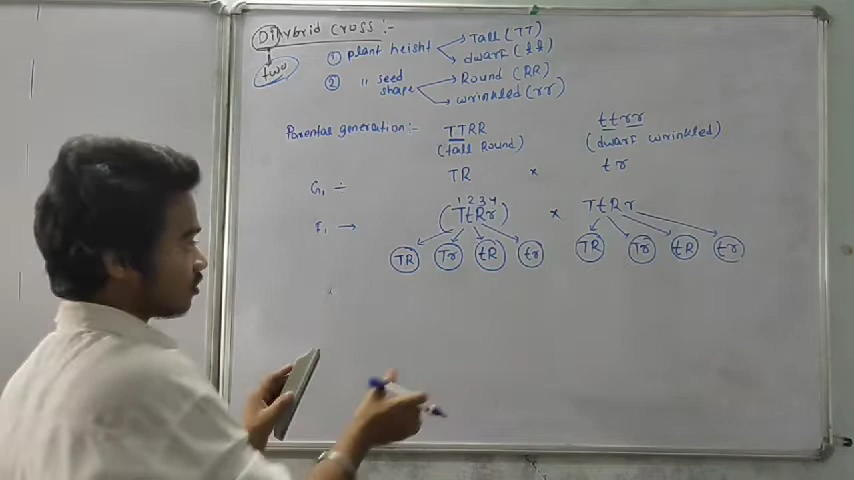 Dihybrid Cross :-
two
① plant height Tall (TT)
dwarf (tt)
② " seed shape Round (RR)
wrinkled (rr)
Parental generation:- TTRR ttrr
(tall Round) (dwarf wrinkled)
G₁ ÷ TR × tr
1 2 3 4
F₁ → (TtRr) × TtRr
TR Tr tR tr TR Tr tR tr